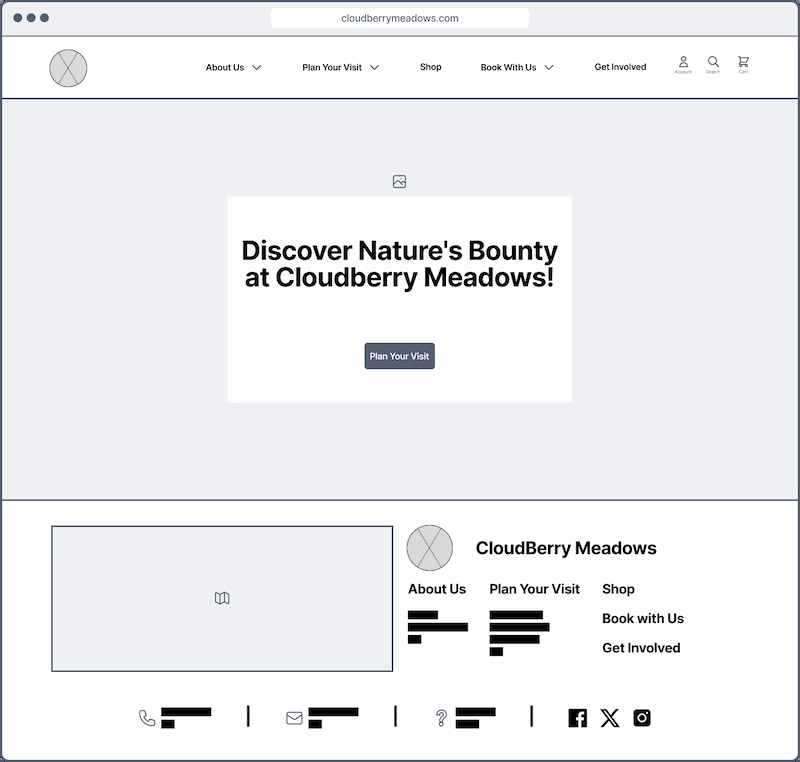 cloudberrymeadows.com
About Us
Plan Your Visit
Shop
Book With Us
Get Involved
Account
Search
Cart
Discover Nature's Bounty
at Cloudberry Meadows!
Plan Your Visit
CloudBerry Meadows
About Us
Plan Your Visit
Shop
Book with Us
Get Involved